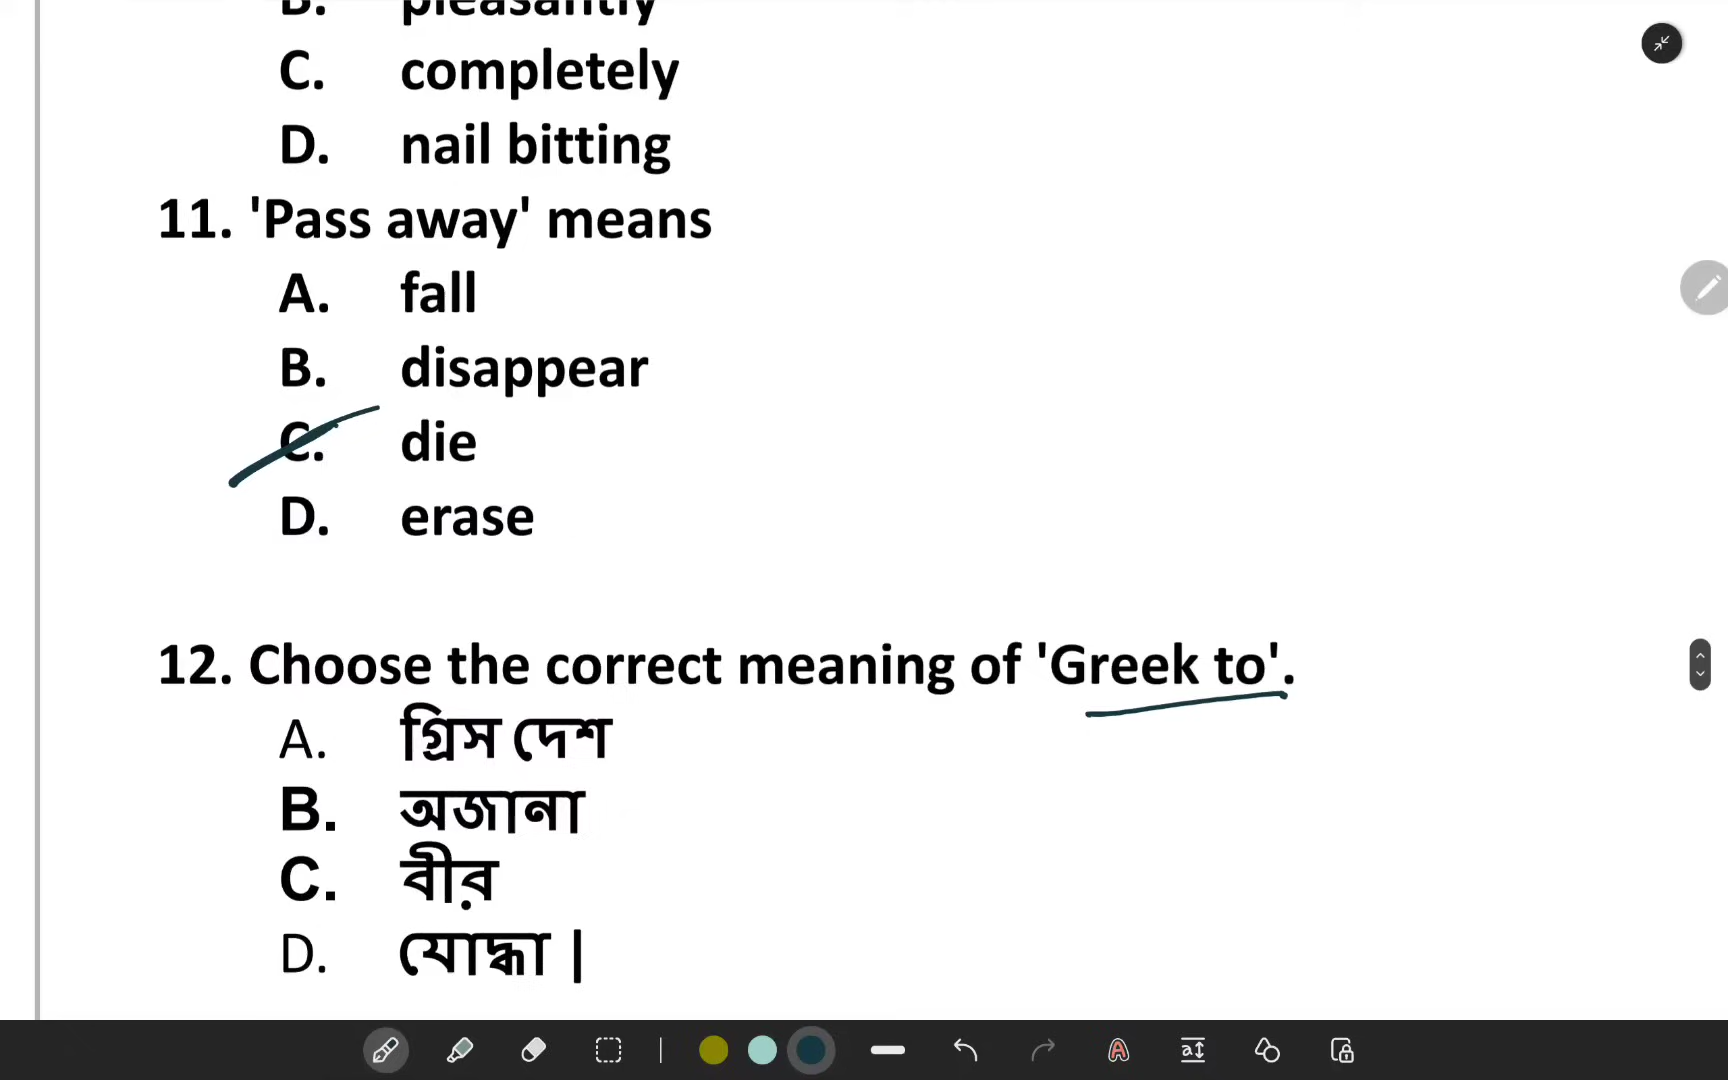 B. pleasantly
C. completely
D. nail bitting
11. 'Pass away' means
A. fall
B. disappear
C. die
D. erase
12. Choose the correct meaning of 'Greek to'.
A. গ্রিস দেশ
B. অজানা
C. বীর
D. যোদ্ধা |